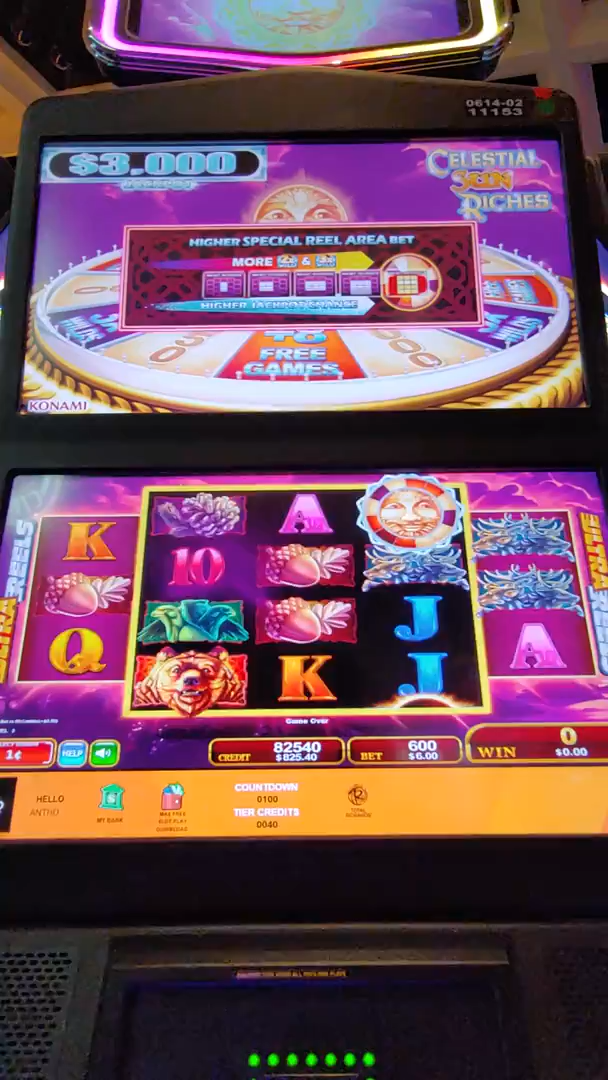 0614-02
11153
$3.000
JACKPOT
CELESTIAL
SUN
RICHES
HIGHER SPECIAL REEL AREA BET
MORE & 
HIGHER JACKPOT CHANCE
TO
FREE
GAMES
KONAMI
K
A
10
Q
J
K
J
A
Game Over
1¢
HELP
CREDIT 82540
$825.40
BET 600
$6.00
WIN 0
$0.00
HELLO
ANTHO
MY BANK
COUNTDOWN
0100
TIER CREDITS
0040